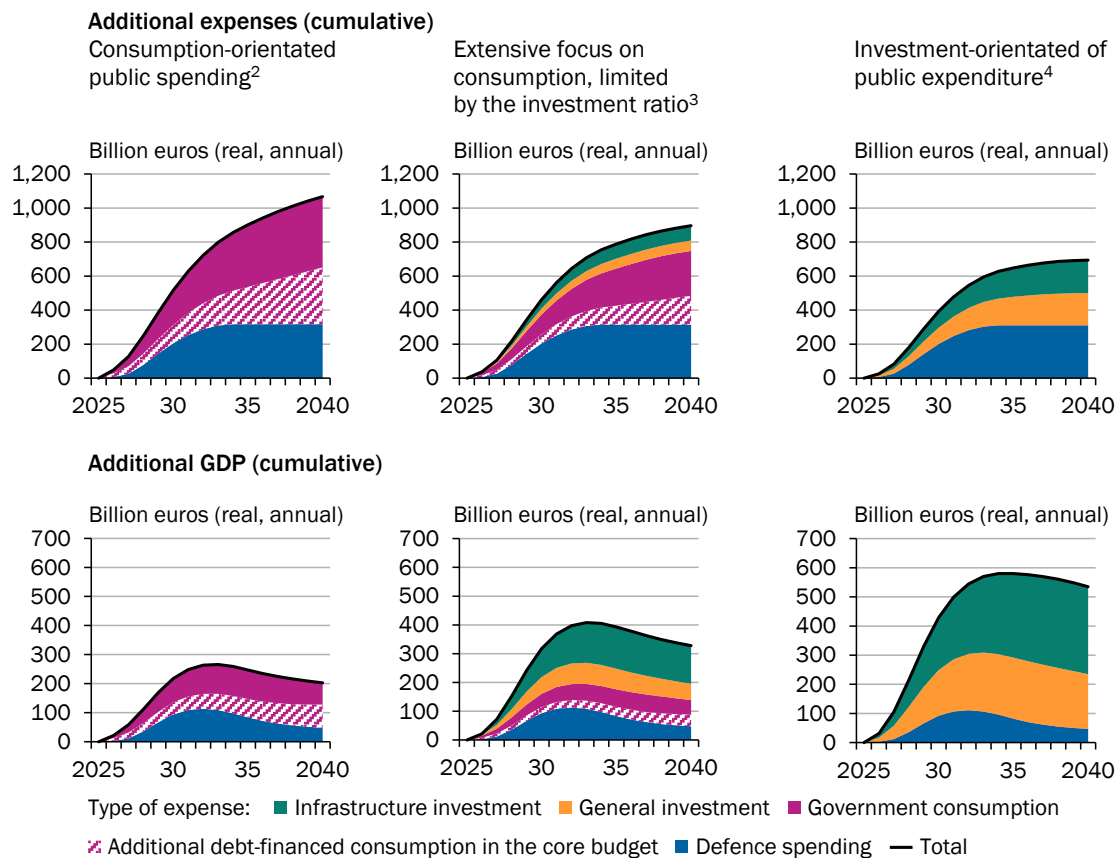 Additional expenses (cumulative)
Consumption-orientated
public spending2
Extensive focus on
consumption, limited
by the investment ratio3
Investment-orientated of
public expenditure4
Billion euros (real, annual)
1,200
1,000
800
600
400
200
0
2025 30 35 2040
Billion euros (real, annual)
1,200
1,000
800
600
400
200
0
2025 30 35 2040
Billion euros (real, annual)
1,200
1,000
800
600
400
200
0
2025 30 35 2040
Additional GDP (cumulative)
Billion euros (real, annual)
700
600
500
400
300
200
100
0
2025 30 35 2040
Billion euros (real, annual)
700
600
500
400
300
200
100
0
2025 30 35 2040
Billion euros (real, annual)
700
600
500
400
300
200
100
0
2025 30 35 2040
Type of expense: Infrastructure investment General investment Government consumption
Additional debt-financed consumption in the core budget Defence spending Total